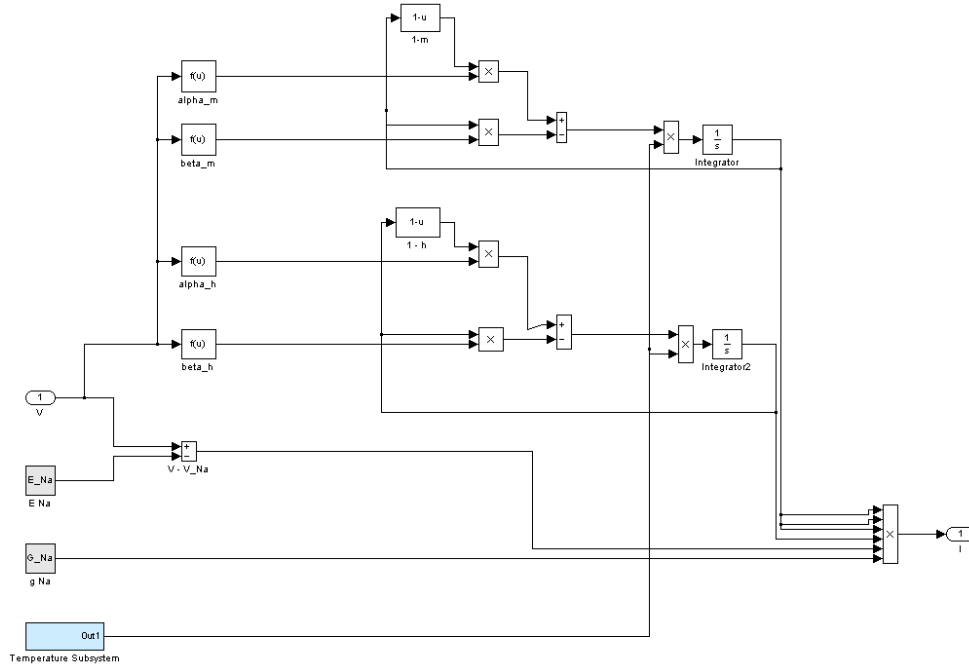 1-u
1-m
×
f(u)
alpha_m
+
−
×
f(u)
beta_m
×
1
s
Integrator
1-u
1 - h
×
f(u)
alpha_h
+
−
×
f(u)
beta_h
×
1
s
Integrator2
1
V
+
−
V - V_Na
E_Na
E Na
×
1
I
G_Na
g Na
Out1
Temperature Subsystem